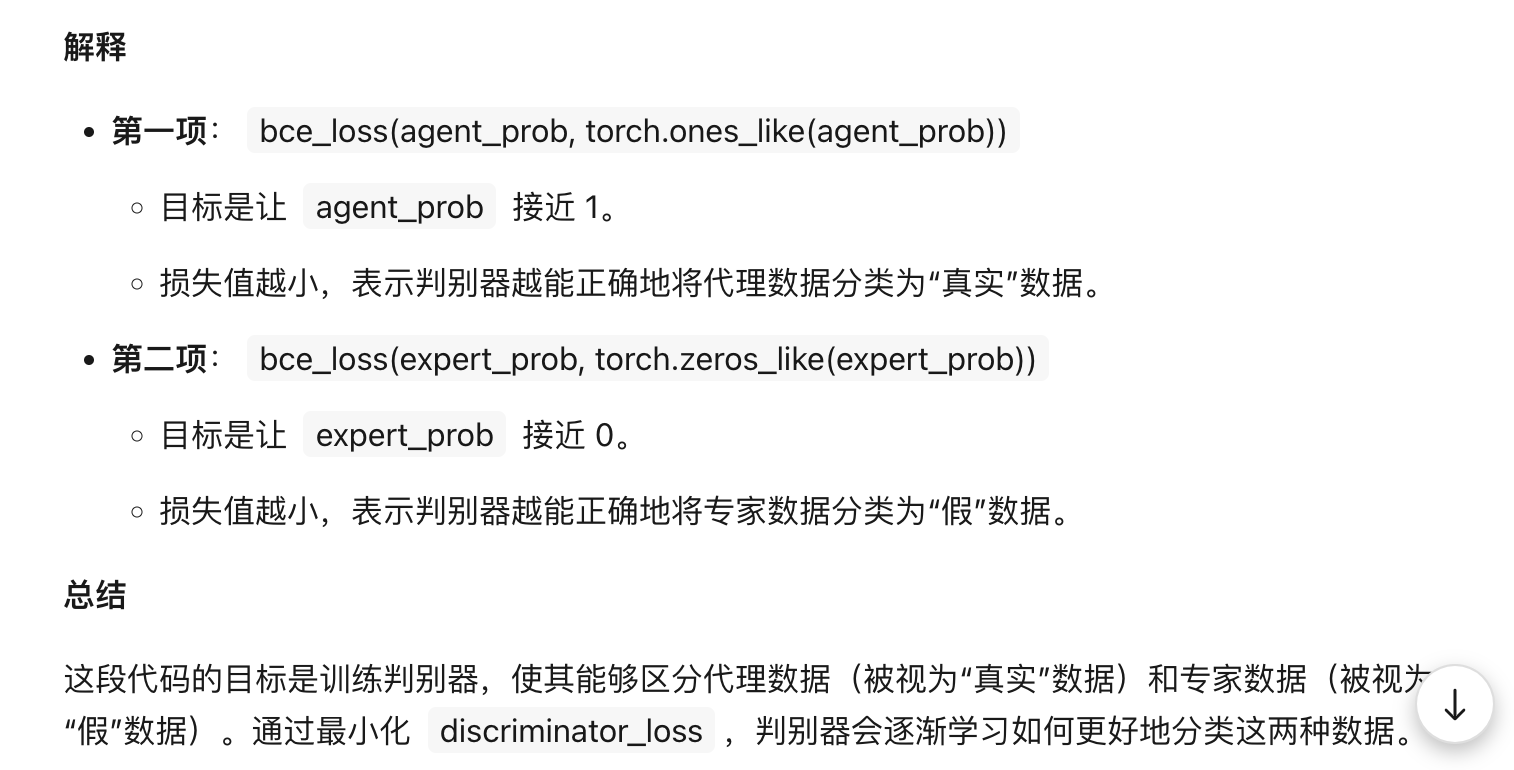 解释
• 第一项： bce_loss(agent_prob, torch.ones_like(agent_prob))
◦ 目标是让 agent_prob 接近 1。
◦ 损失值越小，表示判别器越能正确地将代理数据分类为“真实”数据。
• 第二项： bce_loss(expert_prob, torch.zeros_like(expert_prob))
◦ 目标是让 expert_prob 接近 0。
◦ 损失值越小，表示判别器越能正确地将专家数据分类为“假”数据。
总结
这段代码的目标是训练判别器，使其能够区分代理数据（被视为“真实”数据）和专家数据（被视为
“假”数据）。通过最小化 discriminator_loss ，判别器会逐渐学习如何更好地分类这两种数据。